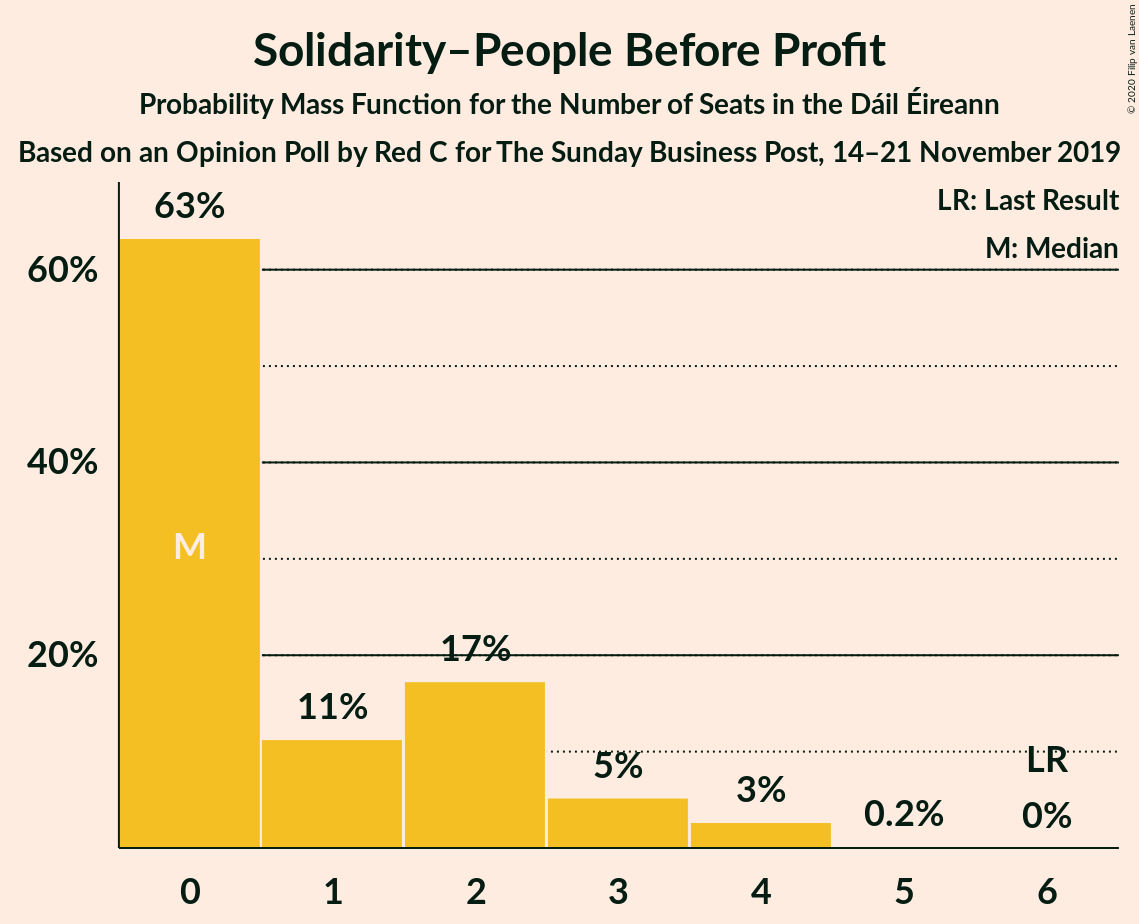 © 2020 Filip van Laenen
Solidarity–People Before Profit
Probability Mass Function for the Number of Seats in the Dáil Éireann
Based on an Opinion Poll by Red C for The Sunday Business Post, 14–21 November 2019
LR: Last Result
M: Median
63%
60%
40%
M
20%
17%
11%
5%
LR
3%
0.2%
0%
0 1 2 3 4 5 6